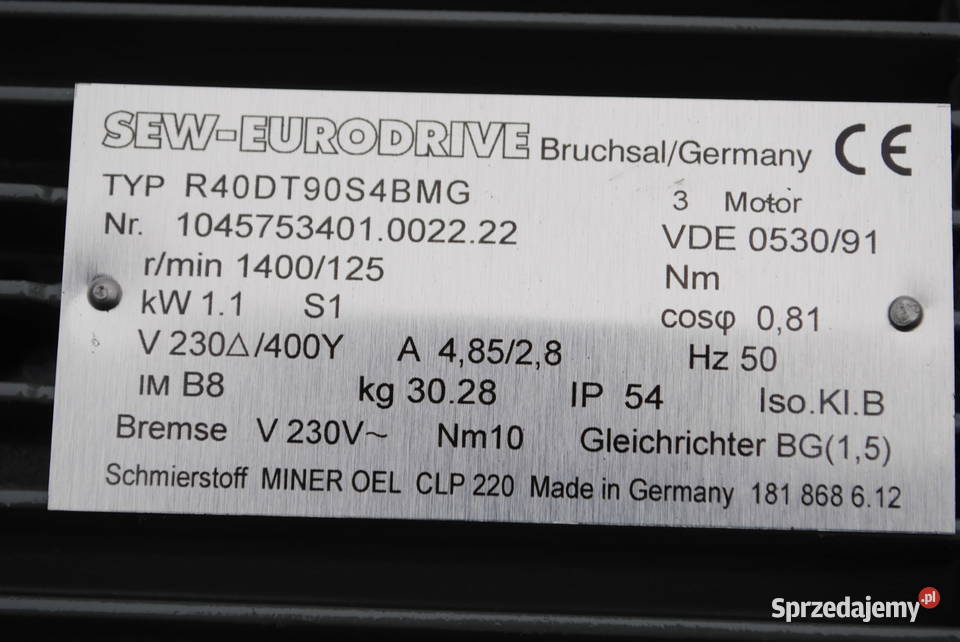 SEW-EURODRIVE Bruchsal/Germany CE
TYP R40DT90S4BMG 3 Motor
Nr. 1045753401.0022.22 VDE 0530/91
r/min 1400/125 Nm
kW 1.1 S1 cosφ 0,81
V 230Δ/400Y A 4,85/2,8 Hz 50
IM B8 kg 30.28 IP 54 Iso.Kl.B
Bremse V 230V~ Nm10 Gleichrichter BG(1,5)
Schmierstoff MINER OEL CLP 220 Made in Germany 181 868 6.12
Sprzedajemy.pl